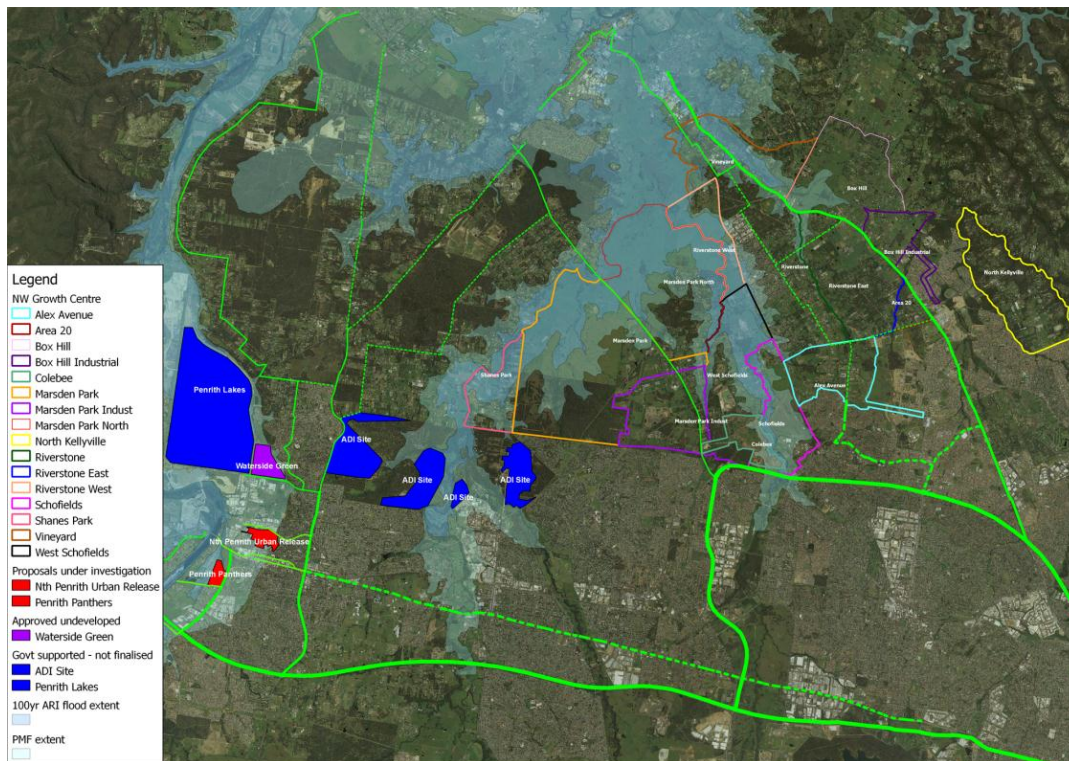 Vineyard
Box Hill
Riverstone West
Box Hill Industrial
North Kellyville
Riverstone
Marsden Park North
Riverstone East
Area 20
Marsden Park
Shanes Park
West Schofields
Alex Avenue
Penrith Lakes
Marsden Park Indust
Schofields
ADI Site
Colebee
Waterside Green
ADI Site
ADI Site
ADI Site
Nth Penrith Urban Release
Penrith Panthers
Legend
NW Growth Centre
Alex Avenue
Area 20
Box Hill
Box Hill Industrial
Colebee
Marsden Park
Marsden Park Indust
Marsden Park North
North Kellyville
Riverstone
Riverstone East
Riverstone West
Schofields
Shanes Park
Vineyard
West Schofields
Proposals under investigation
Nth Penrith Urban Release
Penrith Panthers
Approved undeveloped
Waterside Green
Govt supported - not finalised
ADI Site
Penrith Lakes
100yr ARI flood extent
PMF extent